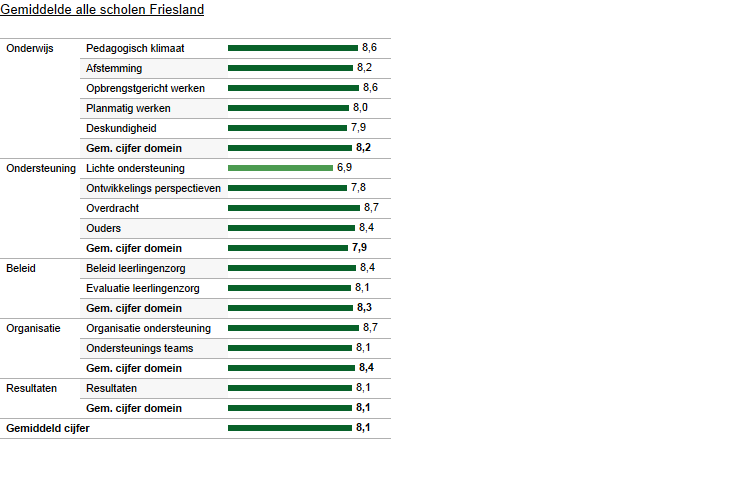 Gemiddelde alle scholen Friesland
Onderwijs Pedagogisch klimaat 8,6
Afstemming 8,2
Opbrengstgericht werken 8,6
Planmatig werken 8,0
Deskundigheid 7,9
Gem. cijfer domein 8,2
Ondersteuning Lichte ondersteuning 6,9
Ontwikkelings perspectieven 7,8
Overdracht 8,7
Ouders 8,4
Gem. cijfer domein 7,9
Beleid Beleid leerlingenzorg 8,4
Evaluatie leerlingenzorg 8,1
Gem. cijfer domein 8,3
Organisatie Organisatie ondersteuning 8,7
Ondersteunings teams 8,1
Gem. cijfer domein 8,4
Resultaten Resultaten 8,1
Gem. cijfer domein 8,1
Gemiddeld cijfer 8,1